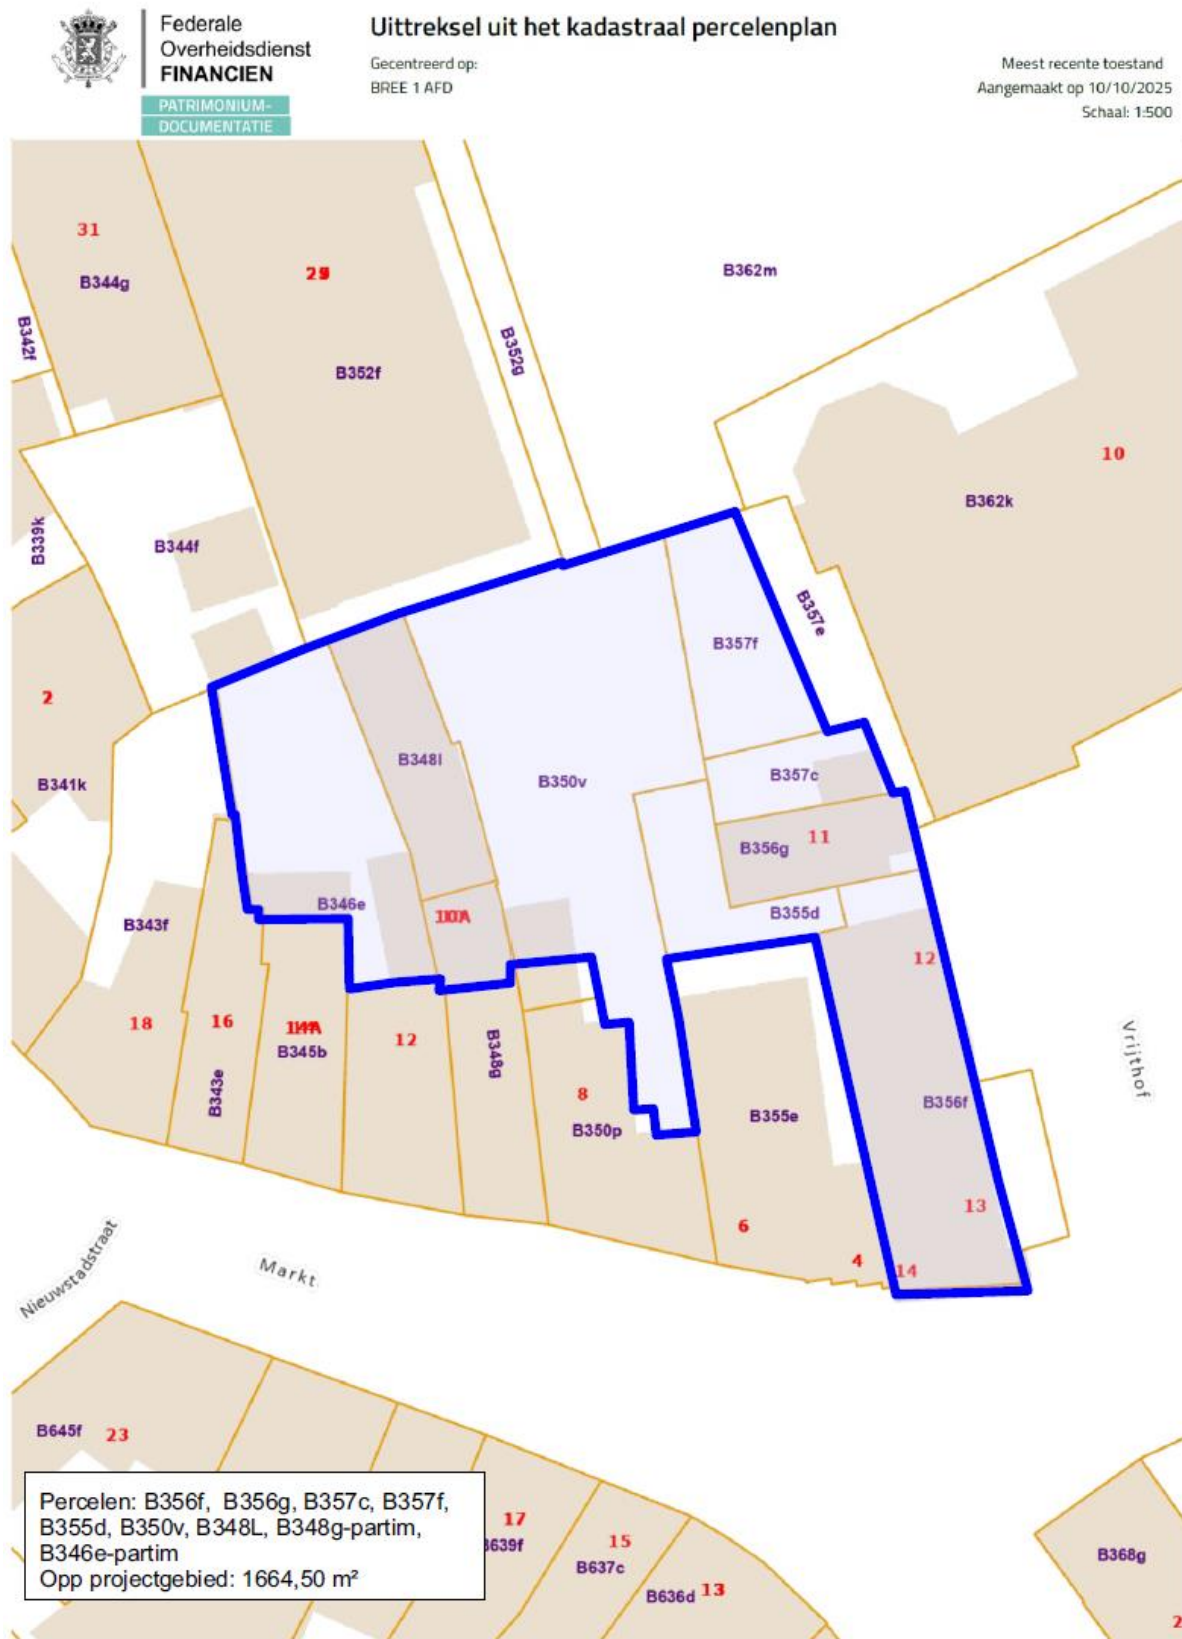 Federale
Overheidsdienst
FINANCIEN
PATRIMONIUM-
DOCUMENTATIE
Uittreksel uit het kadastraal percelenplan
Gecentreerd op:
BREE 1 AFD
Meest recente toestand
Aangemaakt op 10/10/2025
Schaal: 1:500
31
B344g
B342f
B352f
B352g
B362m
10
B362k
B339k
B344f
B357e
B357f
2
B341k
B348l
B350v
B357c
11
B356g
B346e
B355d
B343f
12
18
16
B345b
12
B348g
B343e
8
B350p
B355e
B356f
Vrijthof
13
6
4
14
Nieuwstadstraat
Markt
B645f
23
Percelen: B356f, B356g, B357c, B357f,
B355d, B350v, B348L, B348g-partim,
B346e-partim
Opp projectgebied: 1664,50 m²
17
639f
15
B637c
B636d
13
B368g
2